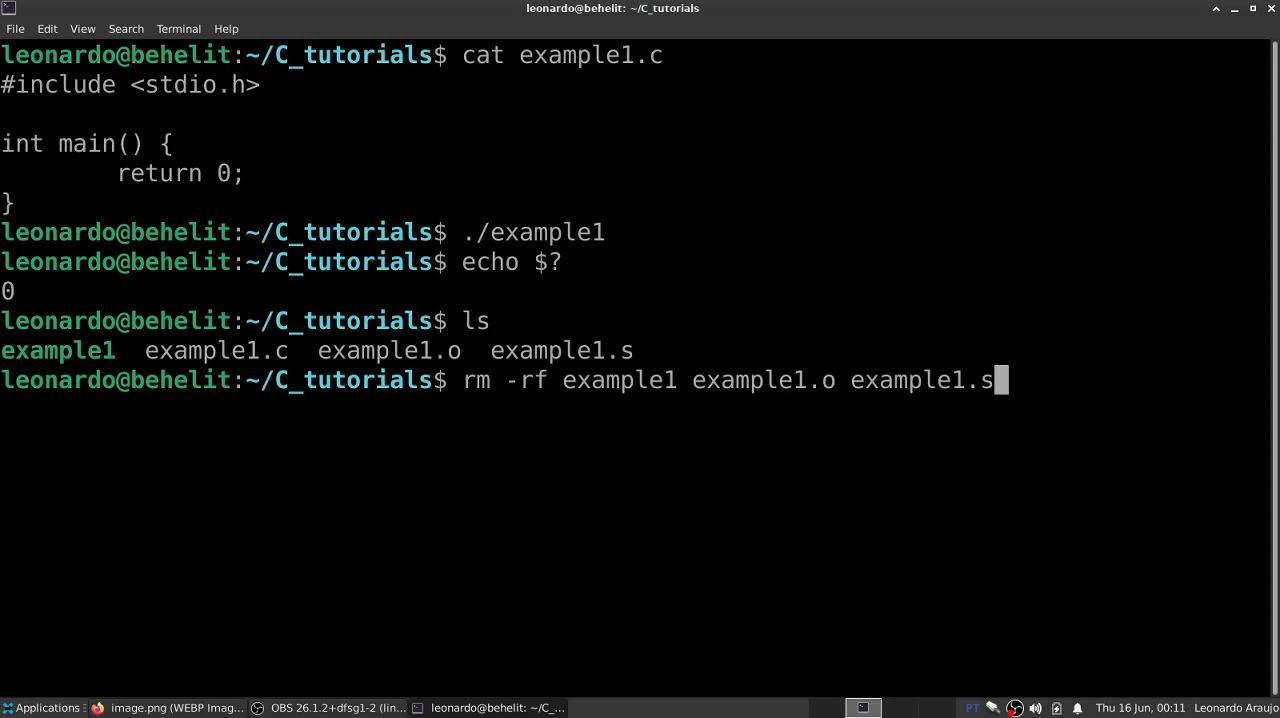 leonardo@behelit: ~/C_tutorials
File Edit View Search Terminal Help
leonardo@behelit:~/C_tutorials$ cat example1.c
#include <stdio.h>
int main() {
        return 0;
}
leonardo@behelit:~/C_tutorials$ ./example1
leonardo@behelit:~/C_tutorials$ echo $?
0
leonardo@behelit:~/C_tutorials$ ls
example1  example1.c  example1.o  example1.s
leonardo@behelit:~/C_tutorials$ rm -rf example1 example1.o example1.s
Applications image.png (WEBP Imag... OBS 26.1.2+dfsg1-2 (lin... leonardo@behelit: ~/C_... PT Thu 16 Jun, 00:11 Leonardo Araujo